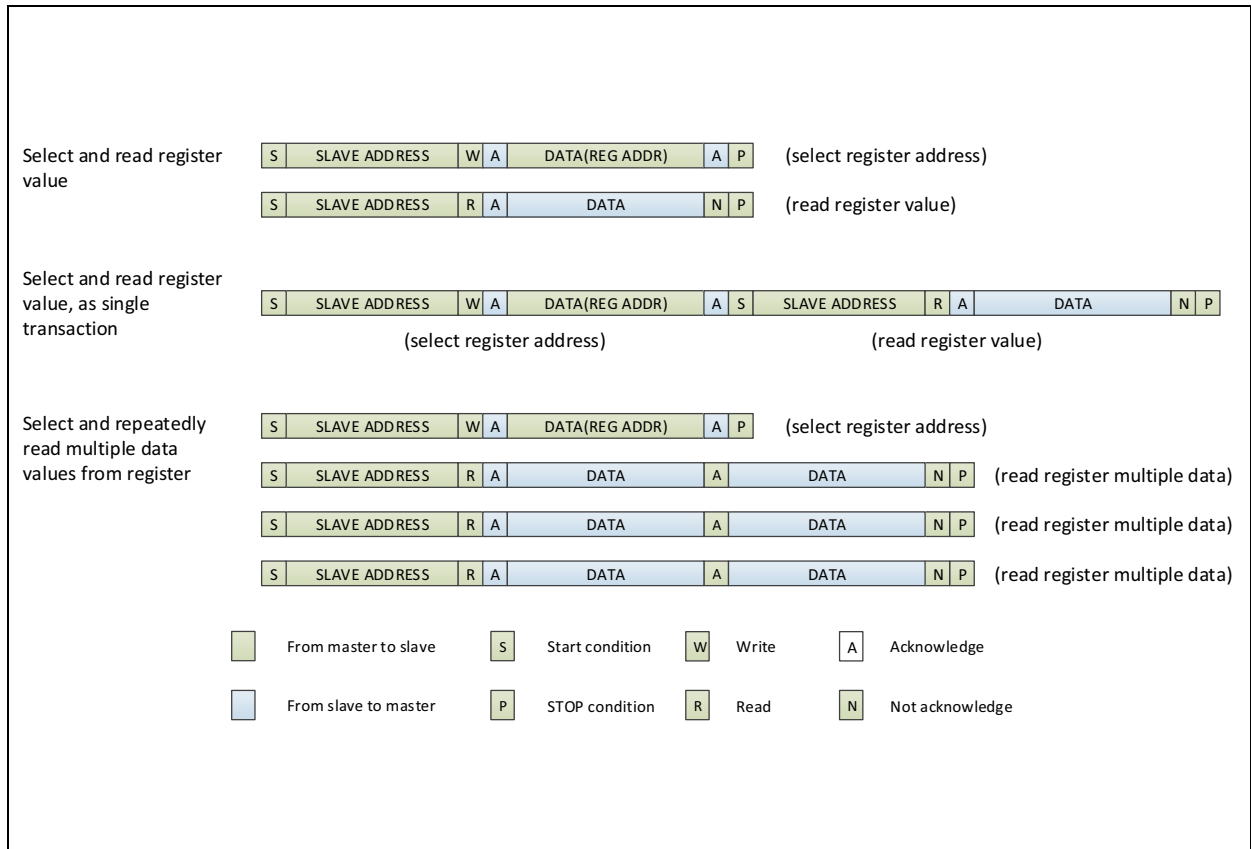 Select and read register
value
S SLAVE ADDRESS W A DATA(REG ADDR) A P (select register address)
S SLAVE ADDRESS R A DATA N P (read register value)
Select and read register
value, as single
transaction
S SLAVE ADDRESS W A DATA(REG ADDR) A S SLAVE ADDRESS R A DATA N P
(select register address) (read register value)
Select and repeatedly
read multiple data
values from register
S SLAVE ADDRESS W A DATA(REG ADDR) A P (select register address)
S SLAVE ADDRESS R A DATA A DATA N P (read register multiple data)
S SLAVE ADDRESS R A DATA A DATA N P (read register multiple data)
S SLAVE ADDRESS R A DATA A DATA N P (read register multiple data)
From master to slave S Start condition W Write A Acknowledge
From slave to master P STOP condition R Read N Not acknowledge